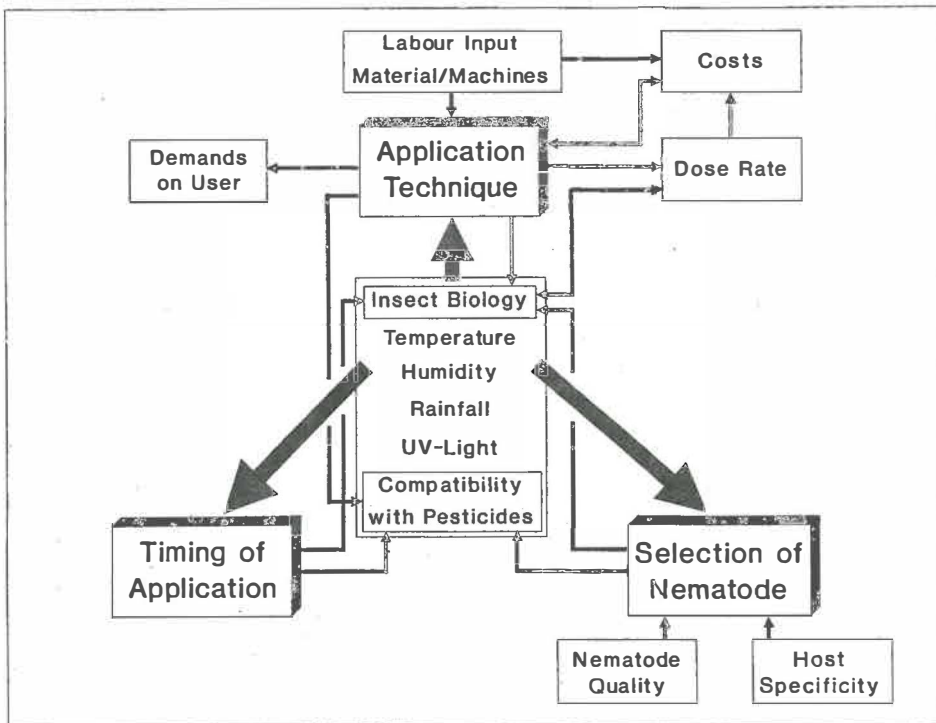 Labour Input
Material/Machines
Costs
Application
Technique
Demands
on User
Dose Rate
Insect Biology
Temperature
Humidity
Rainfall
UV-Light
Compatibility
with Pesticides
Timing of
Application
Selection of
Nematode
Nematode
Quality
Host
Specificity